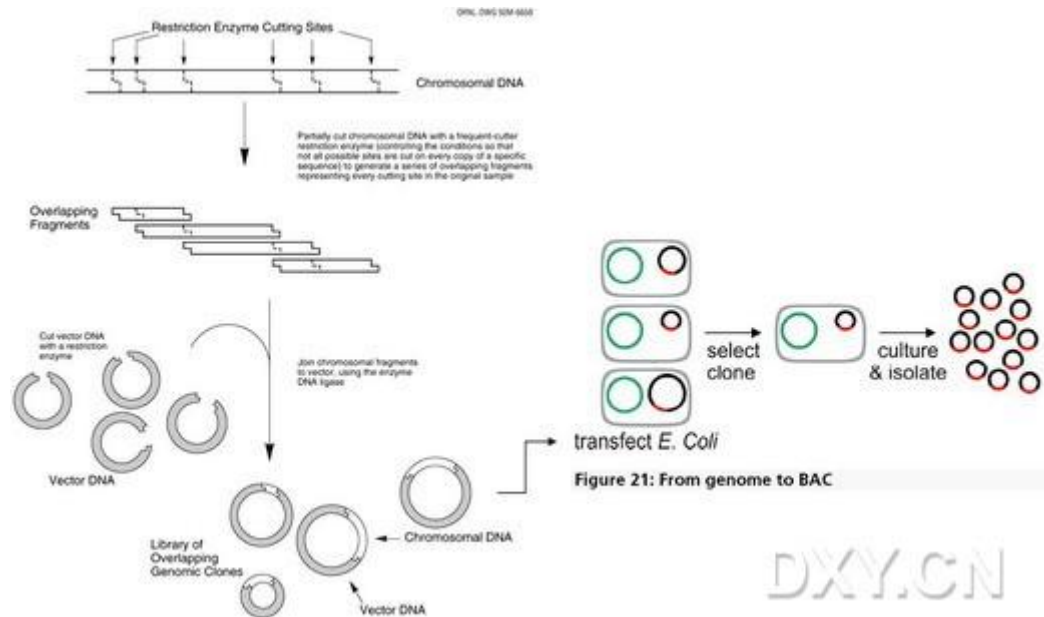 ORNL-DWG 92M-6658
Restriction Enzyme Cutting Sites
Chromosomal DNA
Partially cut chromosomal DNA with a frequent-cutter
restriction enzyme (controlling the conditions so that
not all possible sites are cut on every copy of a specific
sequence) to generate a series of overlapping fragments
representing every cutting site in the original sample
Overlapping
Fragments
Cut vector DNA
with a restriction
enzyme
Join chromosomal fragments
to vector, using the enzyme
DNA ligase
Vector DNA
Library of
Overlapping
Genomic Clones
Chromosomal DNA
Vector DNA
select
clone
culture
& isolate
transfect E. Coli
Figure 21: From genome to BAC
DXY.CN